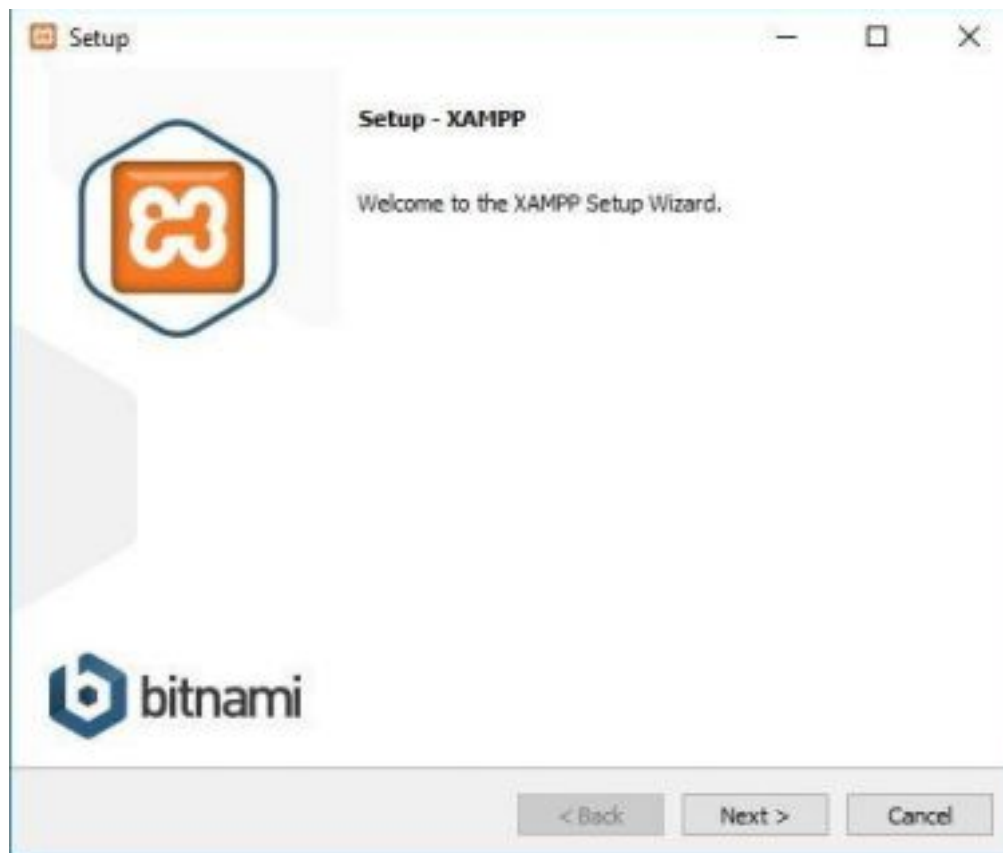 Setup
Setup - XAMPP
Welcome to the XAMPP Setup Wizard.
bitnami
< Back
Next >
Cancel